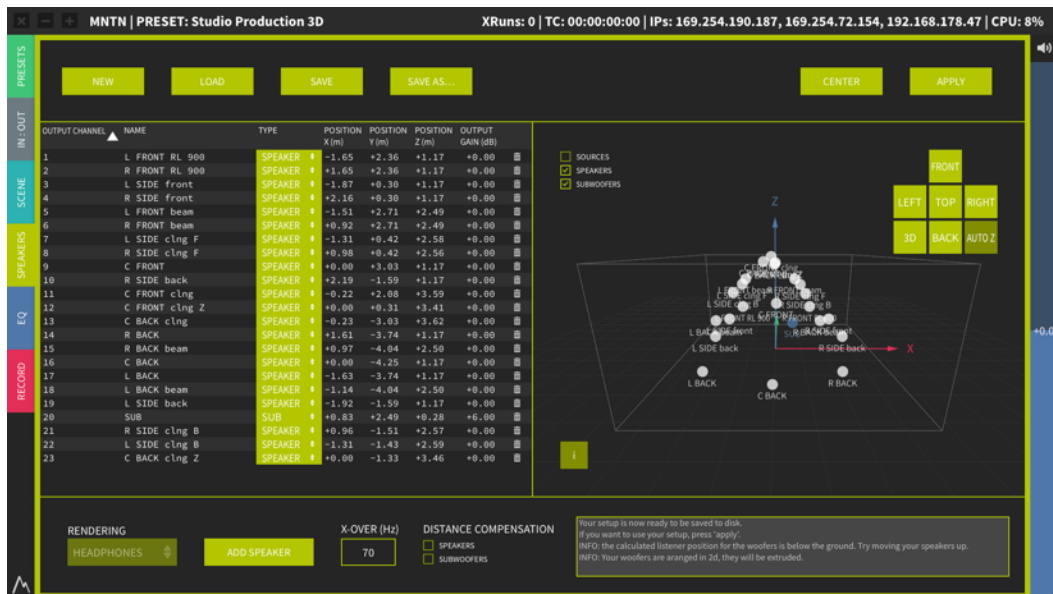 MNTN | PRESET: Studio Production 3D
XRuns: 0 | TC: 00:00:00:00 | IPs: 169.254.190.187, 169.254.72.154, 192.168.178.47 | CPU: 8%
PRESETS
IN : OUT
SCENE
SPEAKERS
EQ
RECORD
NEW
LOAD
SAVE
SAVE AS...
CENTER
APPLY
OUTPUT CHANNEL NAME TYPE POSITION X (m) POSITION Y (m) POSITION Z (m) OUTPUT GAIN (dB)
1 L FRONT RL 900 SPEAKER -1.65 +2.36 +1.17 +0.00
2 R FRONT RL 900 SPEAKER +1.65 +2.36 +1.17 +0.00
3 L SIDE front SPEAKER -1.87 +0.30 +1.17 +0.00
4 R SIDE front SPEAKER +2.16 +0.30 +1.17 +0.00
5 L FRONT beam SPEAKER -1.51 +2.71 +2.49 +0.00
6 R FRONT beam SPEAKER +0.92 +2.71 +2.49 +0.00
7 L SIDE clng F SPEAKER -1.31 +0.42 +2.58 +0.00
8 R SIDE clng F SPEAKER +0.98 +0.42 +2.56 +0.00
9 C FRONT SPEAKER +0.00 +3.03 +1.17 +0.00
10 R SIDE back SPEAKER +2.19 -1.59 +1.17 +0.00
11 C FRONT clng SPEAKER -0.22 +2.08 +3.59 +0.00
12 C FRONT clng Z SPEAKER +0.00 +0.31 +3.41 +0.00
13 C BACK clng SPEAKER -0.23 -3.03 +3.62 +0.00
14 R BACK SPEAKER +1.61 -3.74 +1.17 +0.00
15 R BACK beam SPEAKER +0.97 -4.04 +2.50 +0.00
16 C BACK SPEAKER +0.00 -4.25 +1.17 +0.00
17 L BACK SPEAKER -1.63 -3.74 +1.17 +0.00
18 L BACK beam SPEAKER -1.14 -4.04 +2.50 +0.00
19 L SIDE back SPEAKER -1.92 -1.59 +1.17 +0.00
20 SUB SUB +0.83 +2.49 +0.28 +6.00
21 R SIDE clng B SPEAKER +0.96 -1.51 +2.57 +0.00
22 L SIDE clng B SPEAKER -1.31 -1.43 +2.59 +0.00
23 C BACK clng Z SPEAKER +0.00 -1.33 +3.46 +0.00
SOURCES
SPEAKERS
SUBWOOFERS
FRONT
LEFT TOP RIGHT
3D BACK AUTO Z
Z
C FRONT
X
L SIDE back
R SIDE back
L BACK
C BACK
R BACK
i
RENDERING
HEADPHONES
ADD SPEAKER
X-OVER (Hz)
70
DISTANCE COMPENSATION
SPEAKERS
SUBWOOFERS
Your setup is now ready to be saved to disk.
If you want to use your setup, press 'apply'.
INFO: the calculated listener position for the woofers is below the ground. Try moving your speakers up.
INFO: Your woofers are aranged in 2d, they will be extruded.